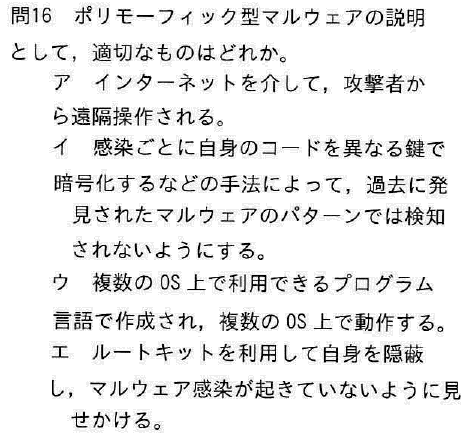 問16　ポリモーフィック型マルウェアの説明
として，適切なものはどれか。
ア　インターネットを介して，攻撃者か
ら遠隔操作される。
イ　感染ごとに自身のコードを異なる鍵で
暗号化するなどの手法によって，過去に発
見されたマルウェアのパターンでは検知
されないようにする。
ウ　複数の OS 上で利用できるプログラム
言語で作成され，複数の OS 上で動作する。
エ　ルートキットを利用して自身を隠蔽
し，マルウェア感染が起きていないように見
せかける。